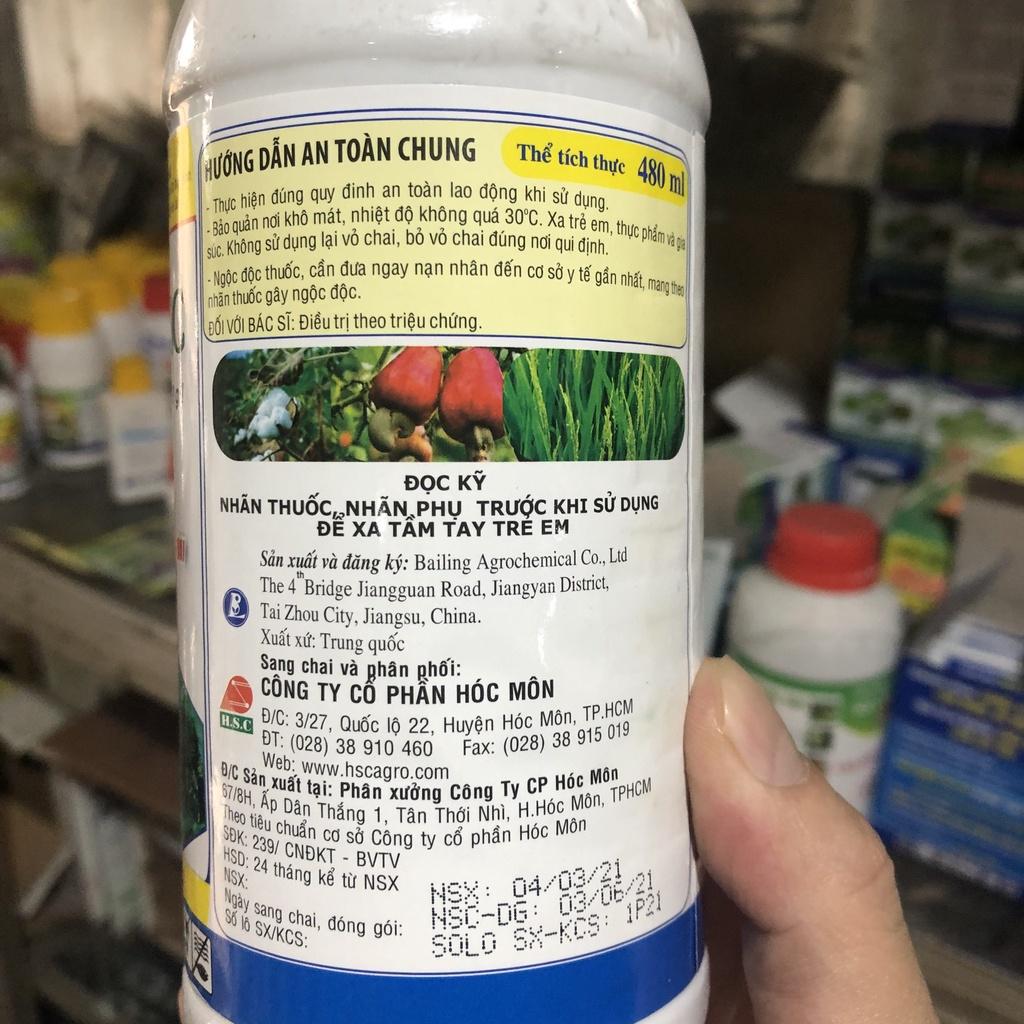 HƯỚNG DẪN AN TOÀN CHUNG
Thể tích thực 480 ml
- Thực hiện đúng quy đinh an toàn lao động khi sử dụng.
- Bảo quản nơi khô mát, nhiệt độ không quá 30°C. Xa trẻ em, thực phẩm và gia
súc. Không sử dụng lại vỏ chai, bỏ vỏ chai đúng nơi qui định.
- Ngộc độc thuốc, cần đưa ngay nạn nhân đến cơ sở y tế gần nhất, mang theo
nhãn thuốc gây ngộc độc.
ĐỐI VỚI BÁC SĨ: Điều trị theo triệu chứng.
ĐỌC KỸ
NHÃN THUỐC, NHÃN PHỤ TRƯỚC KHI SỬ DỤNG
ĐỂ XA TẦM TAY TRẺ EM
Sản xuất và đăng ký: Bailing Agrochemical Co., Ltd
The 4th Bridge Jiangguan Road, Jiangyan District,
Tai Zhou City, Jiangsu, China.
Xuất xứ: Trung quốc
Sang chai và phân phối:
CÔNG TY CỔ PHẦN HÓC MÔN
H.S.C
Đ/C: 3/27, Quốc lộ 22, Huyện Hóc Môn, TP.HCM
ĐT: (028) 38 910 460 Fax: (028) 38 915 019
Web: www.hscagro.com
Đ/C Sản xuất tại: Phân xưởng Công Ty CP Hóc Môn
67/8H, Ấp Dân Thắng 1, Tân Thới Nhì, H.Hóc Môn, TPHCM
Theo tiêu chuẩn cơ sở Công ty cổ phần Hóc Môn
SĐK: 239/ CNĐKT - BVTV
HSD: 24 tháng kể từ NSX
NSX:
Ngày sang chai, đóng gói:
Số lô SX/KCS:
NSX: 04/03/21
NSC-DG: 03/06/21
SOLO SX-KCS: 1P21